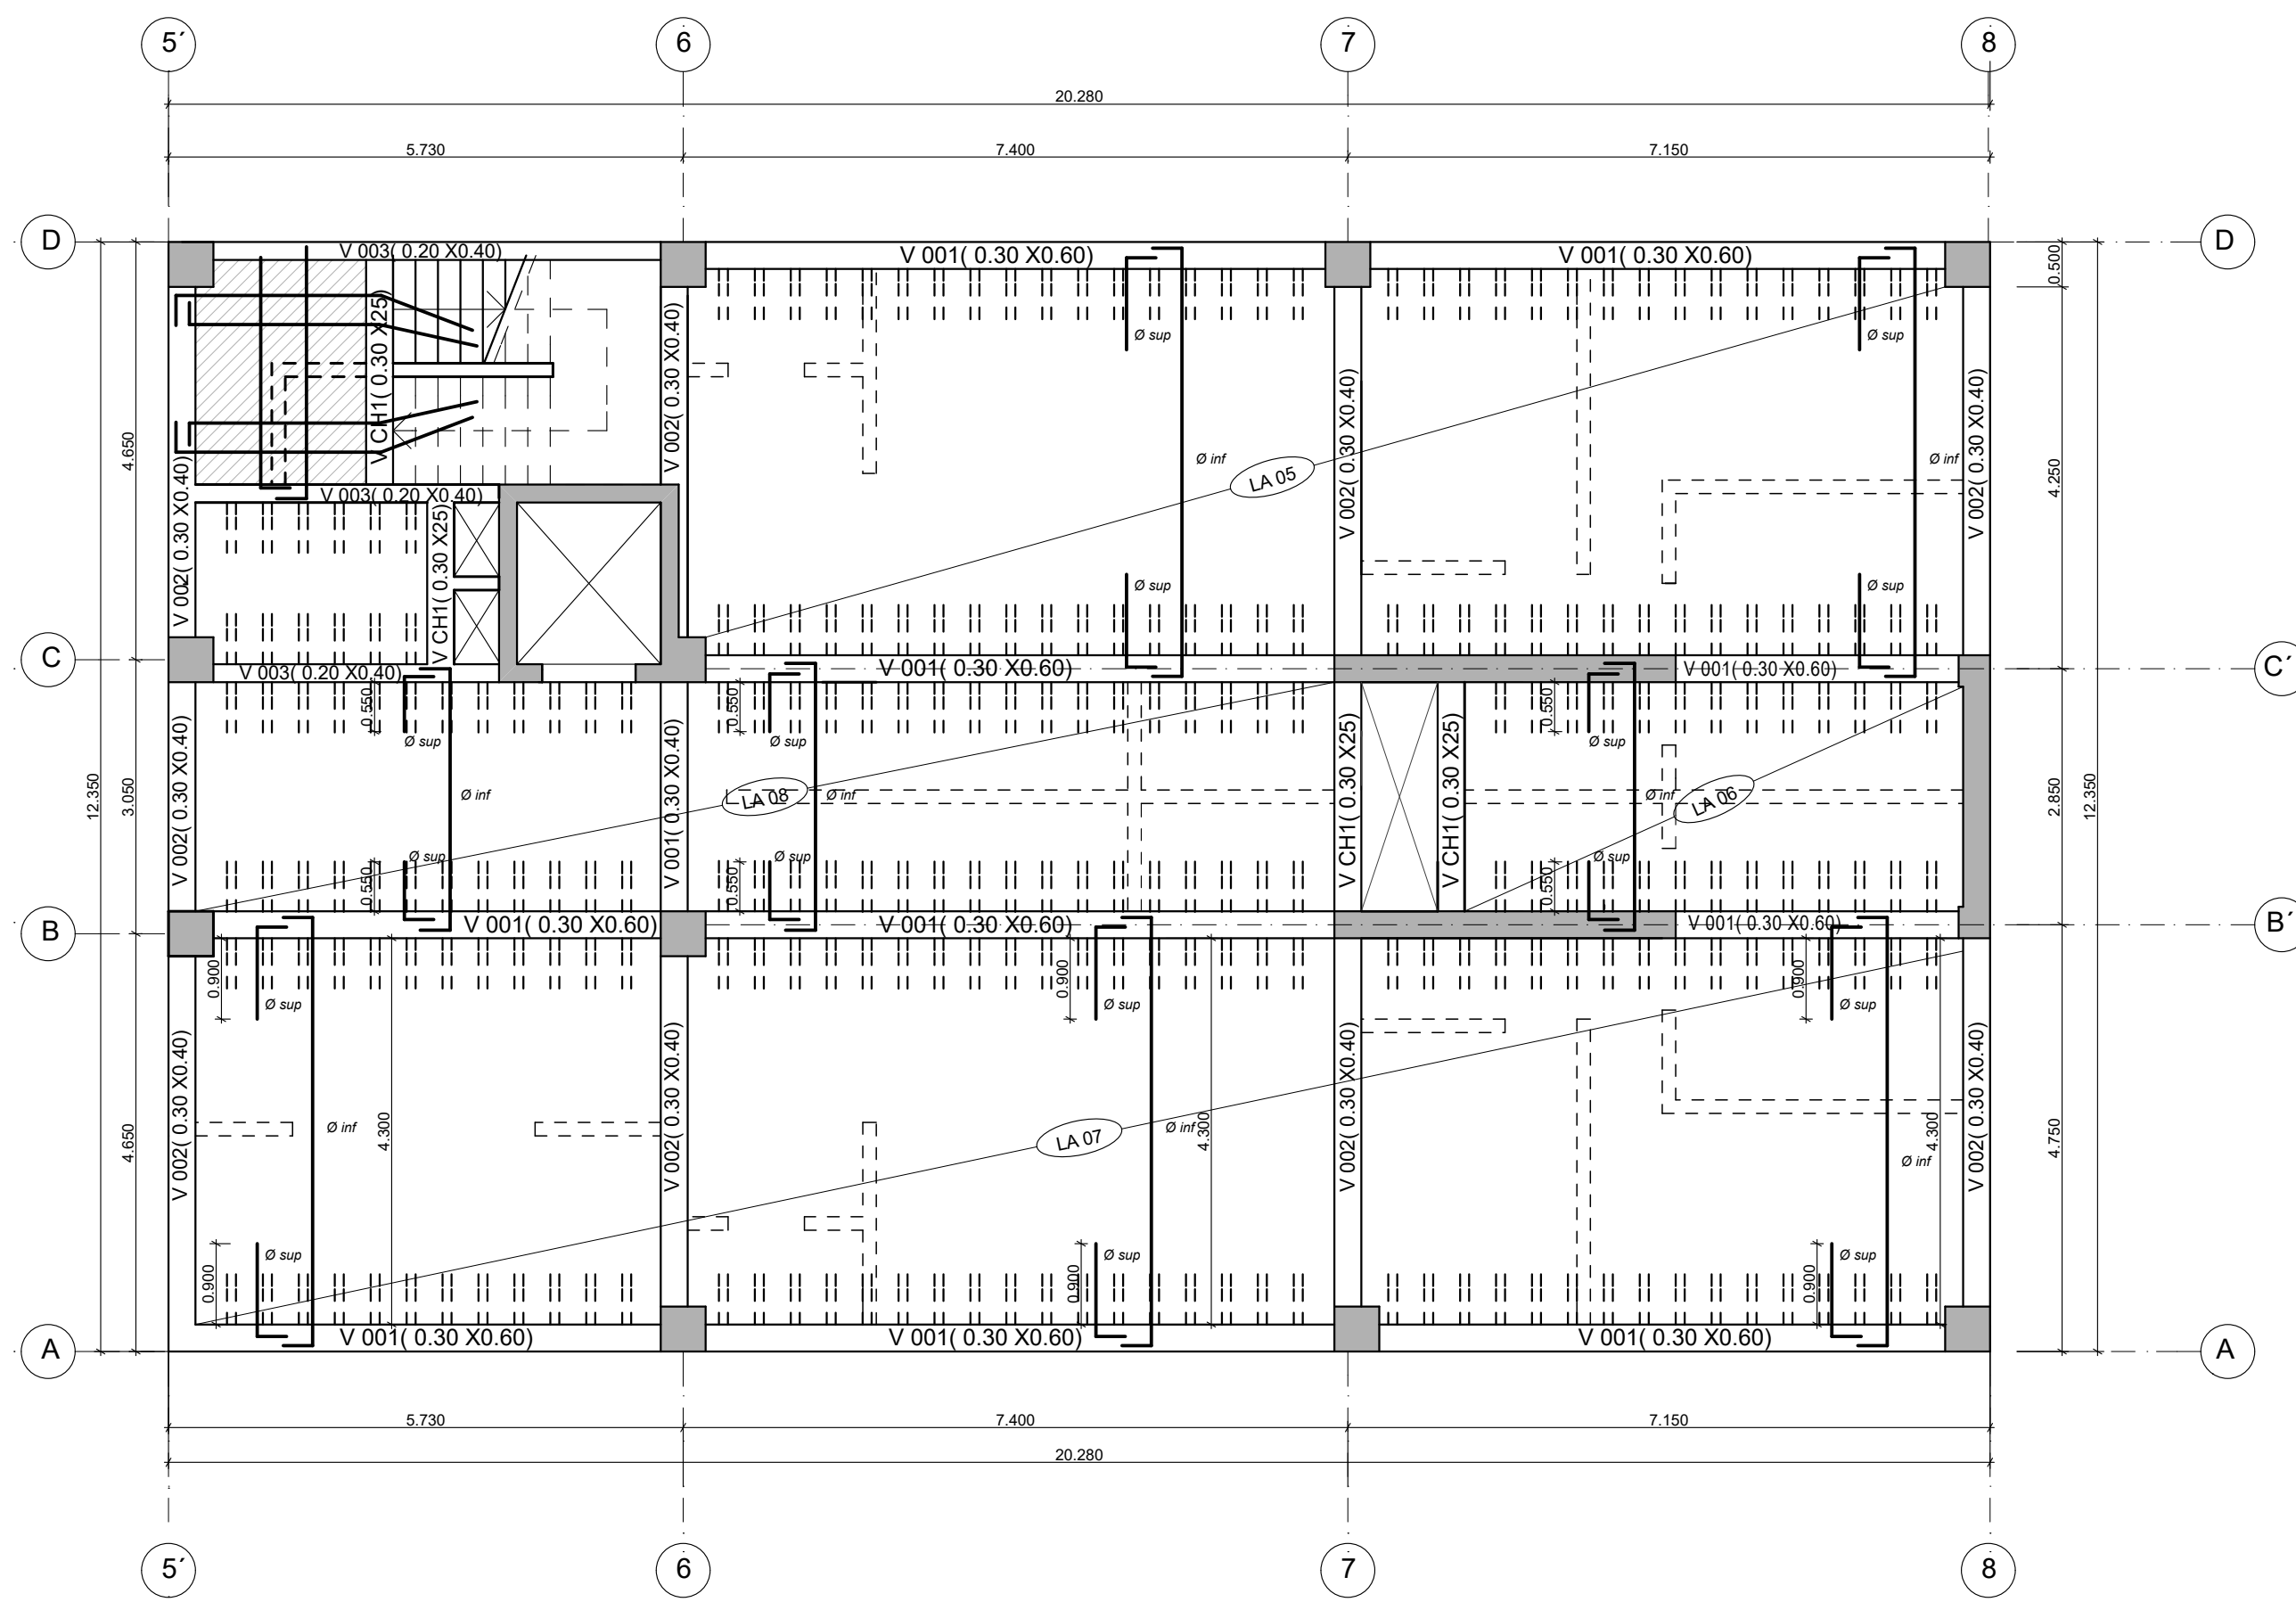 5´ 6 7 8
20.280
5.730 7.400 7.150
D D
V 003( 0.20 X0.40) V 001( 0.30 X0.60) V 001( 0.30 X0.60)
0.500
V CH1( 0.30 X25)
V 002( 0.30 X0.40)
V 002( 0.30 X0.40)
V 002( 0.30 X0.40)
Ø sup Ø sup
4.650
4.250
Ø inf Ø inf
LA 05
V 002( 0.30 X0.40)
V 003( 0.20 X0.40)
V CH1( 0.30 X25)
Ø sup Ø sup
C C´
V 003( 0.20 X0.40) V 001( 0.30 X0.60) V 001( 0.30 X0.60)
0.550 0.550 0.550
Ø sup Ø sup Ø sup
12.350
3.050
V 002( 0.30 X0.40)
Ø inf
V 001( 0.30 X0.40)
LA 08
Ø inf
V CH1( 0.30 X25)
V CH1( 0.30 X25)
Ø inf
LA 06
2.850
12.350
Ø sup Ø sup Ø sup
0.550 0.550 0.550
B B´
V 001( 0.30 X0.60) V 001( 0.30 X0.60) V 001( 0.30 X0.60)
0.900 0.900 0.900
Ø sup Ø sup Ø sup
4.650
V 002( 0.30 X0.40)
Ø inf
4.300
V 002( 0.30 X0.40)
LA 07
Ø inf
4.300
V 002( 0.30 X0.40)
Ø inf
4.300
V 002( 0.30 X0.40)
4.750
Ø sup Ø sup Ø sup
0.900 0.900 0.900
A A
V 001( 0.30 X0.60) V 001( 0.30 X0.60) V 001( 0.30 X0.60)
5.730 7.400 7.150
20.280
5´ 6 7 8